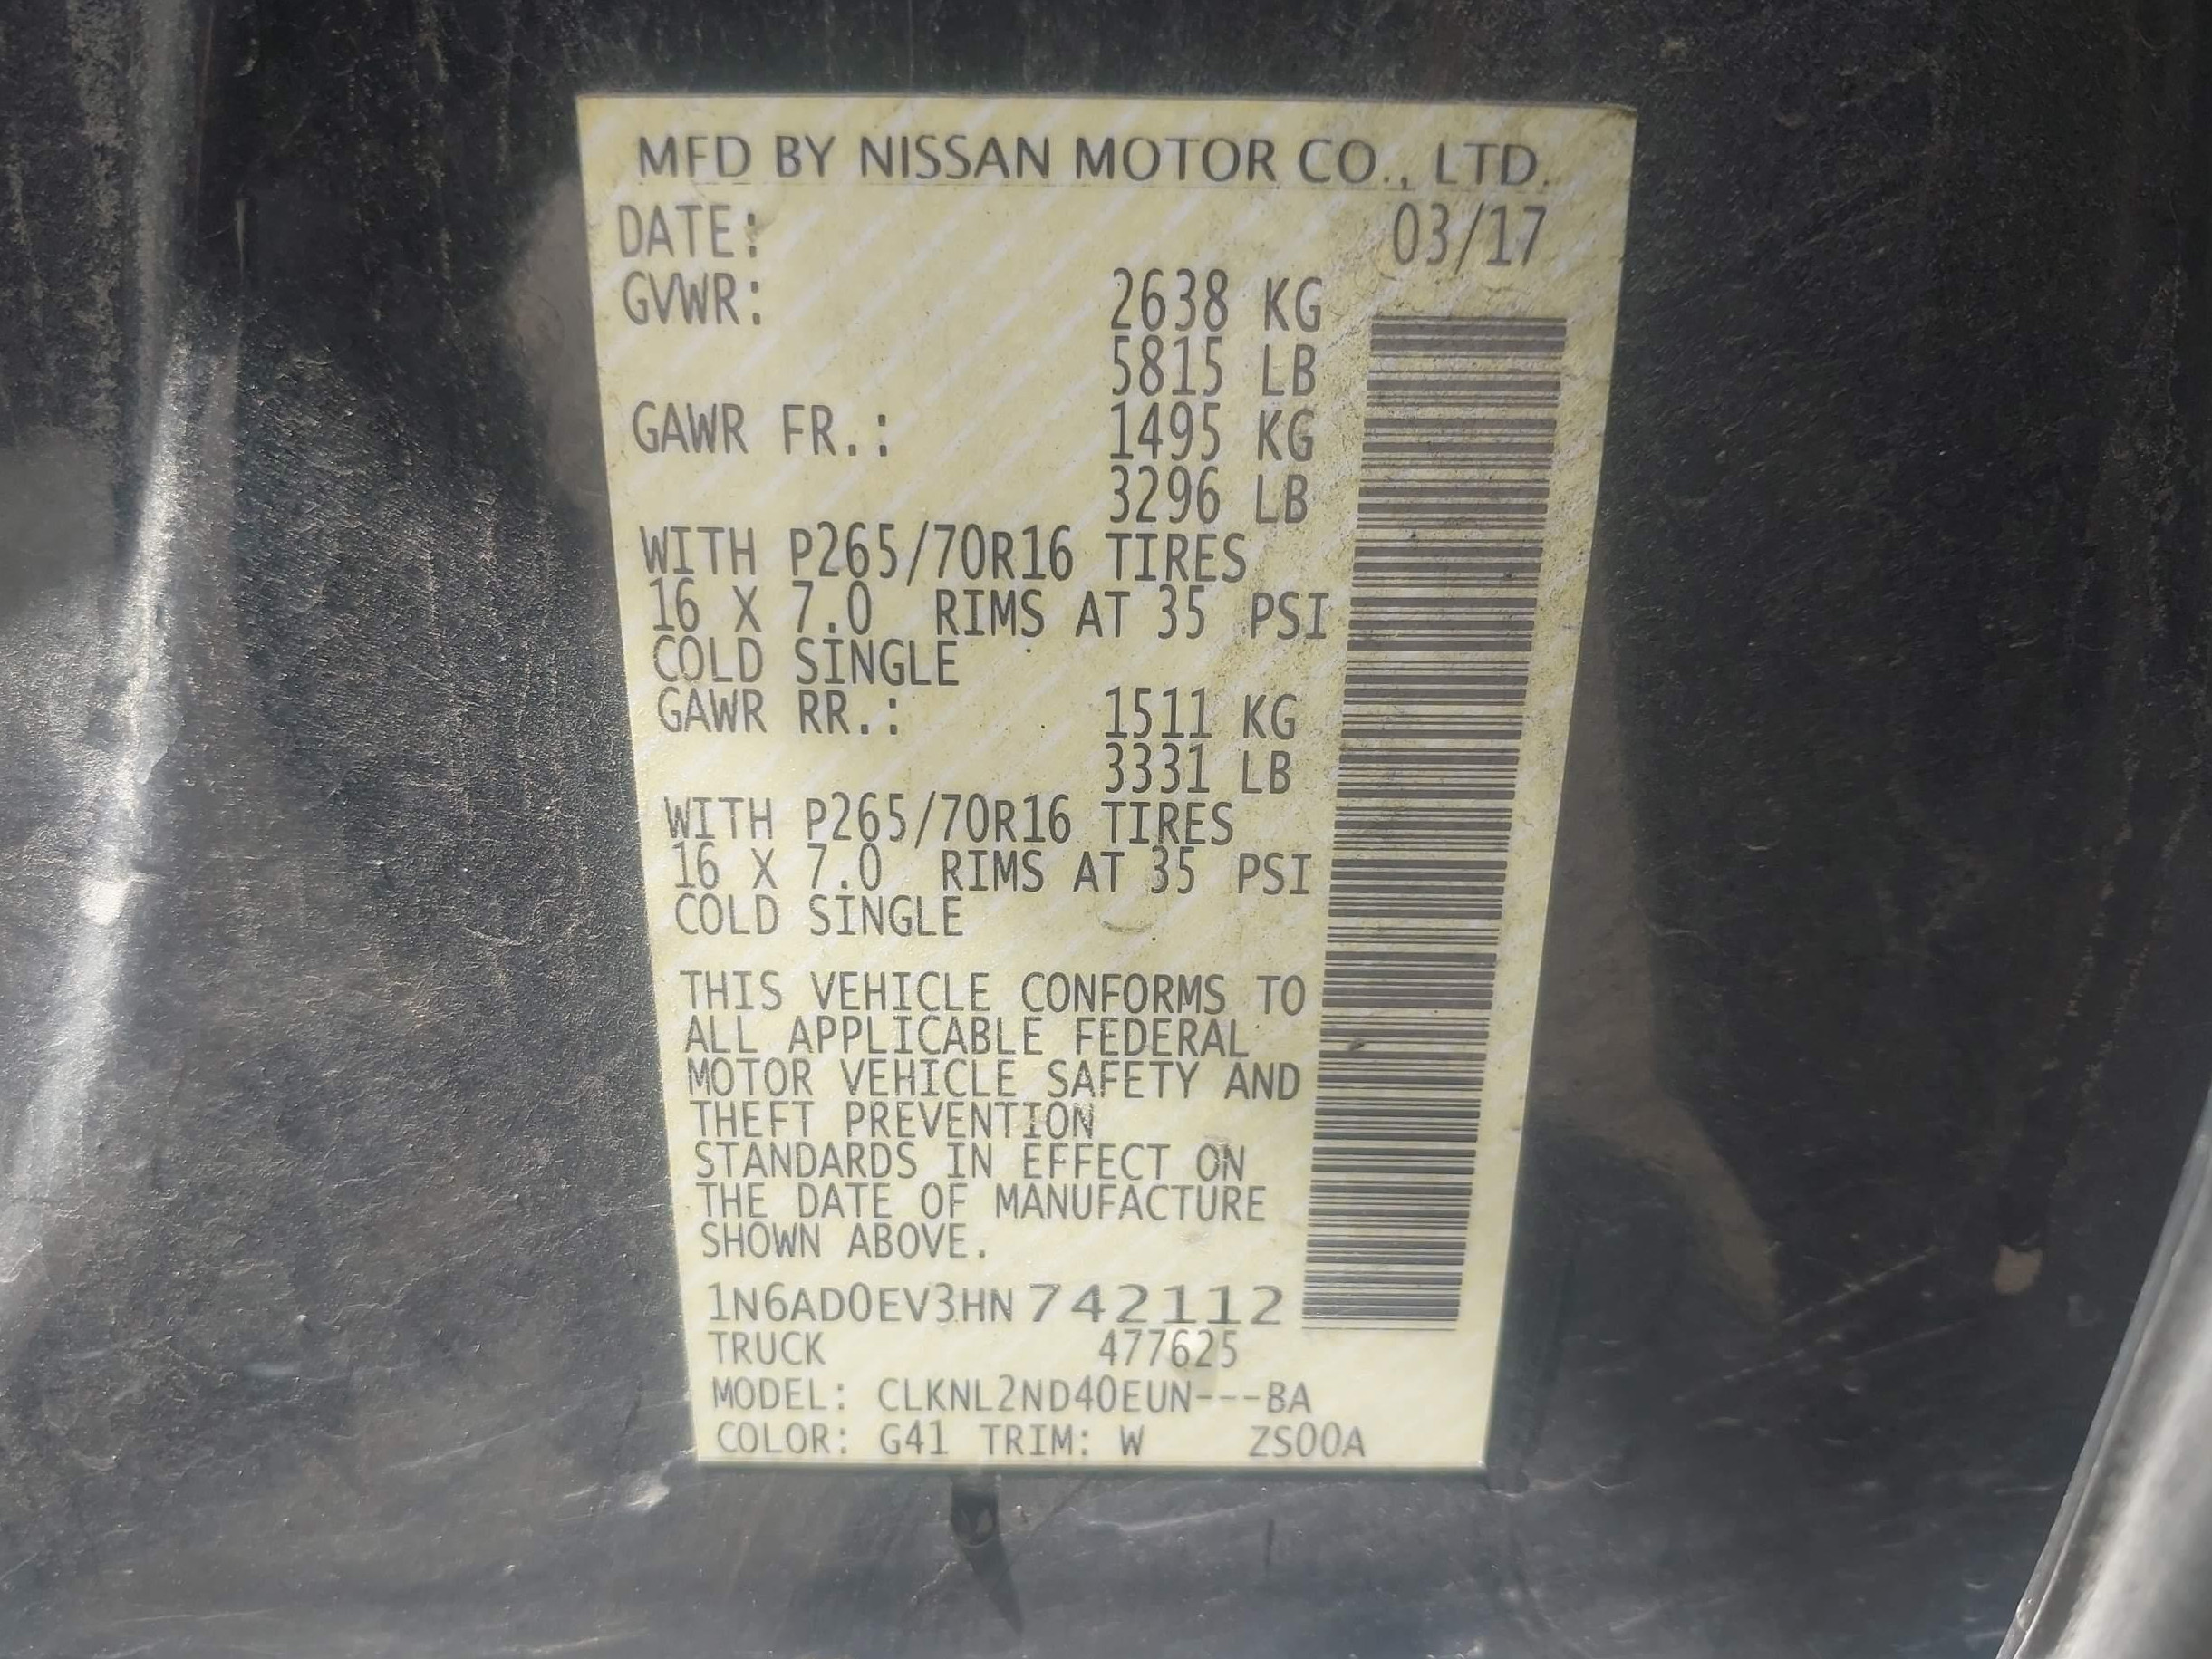 MFD BY NISSAN MOTOR CO., LTD.
DATE: 03/17
GVWR: 2638 KG
5815 LB
GAWR FR.: 1495 KG
3296 LB
WITH P265/70R16 TIRES
16 X 7.0 RIMS AT 35 PSI
COLD SINGLE
GAWR RR.: 1511 KG
3331 LB
WITH P265/70R16 TIRES
16 X 7.0 RIMS AT 35 PSI
COLD SINGLE
THIS VEHICLE CONFORMS TO
ALL APPLICABLE FEDERAL
MOTOR VEHICLE SAFETY AND
THEFT PREVENTION
STANDARDS IN EFFECT ON
THE DATE OF MANUFACTURE
SHOWN ABOVE.
1N6AD0EV3HN742112
TRUCK 477625
MODEL: CLKNL2ND40EUN---BA
COLOR: G41 TRIM: W ZS00A